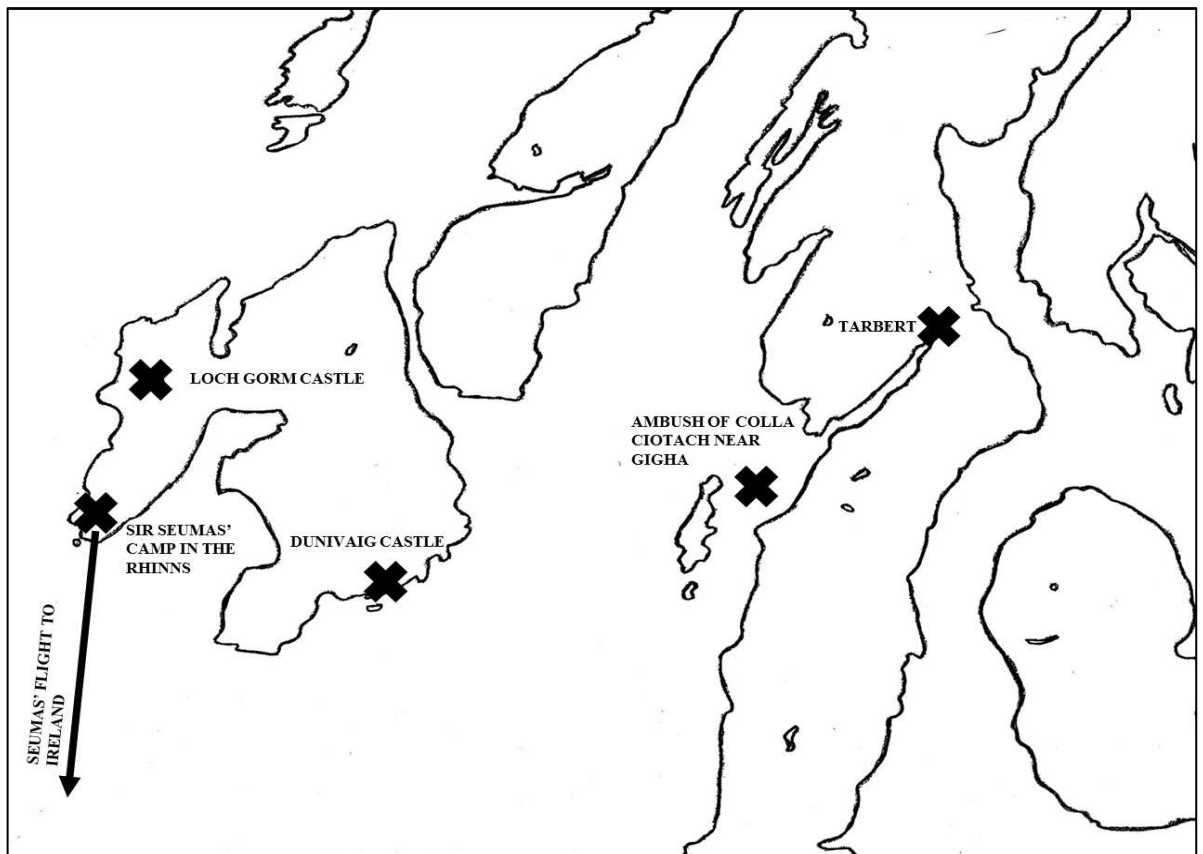 TARBERT
LOCH GORM CASTLE
AMBUSH OF COLLA
CIOTACH NEAR
GIGHA
SIR SEUMAS'
CAMP IN THE
RHINNS
DUNIVAIG CASTLE
SEUMAS' FLIGHT TO
IRELAND